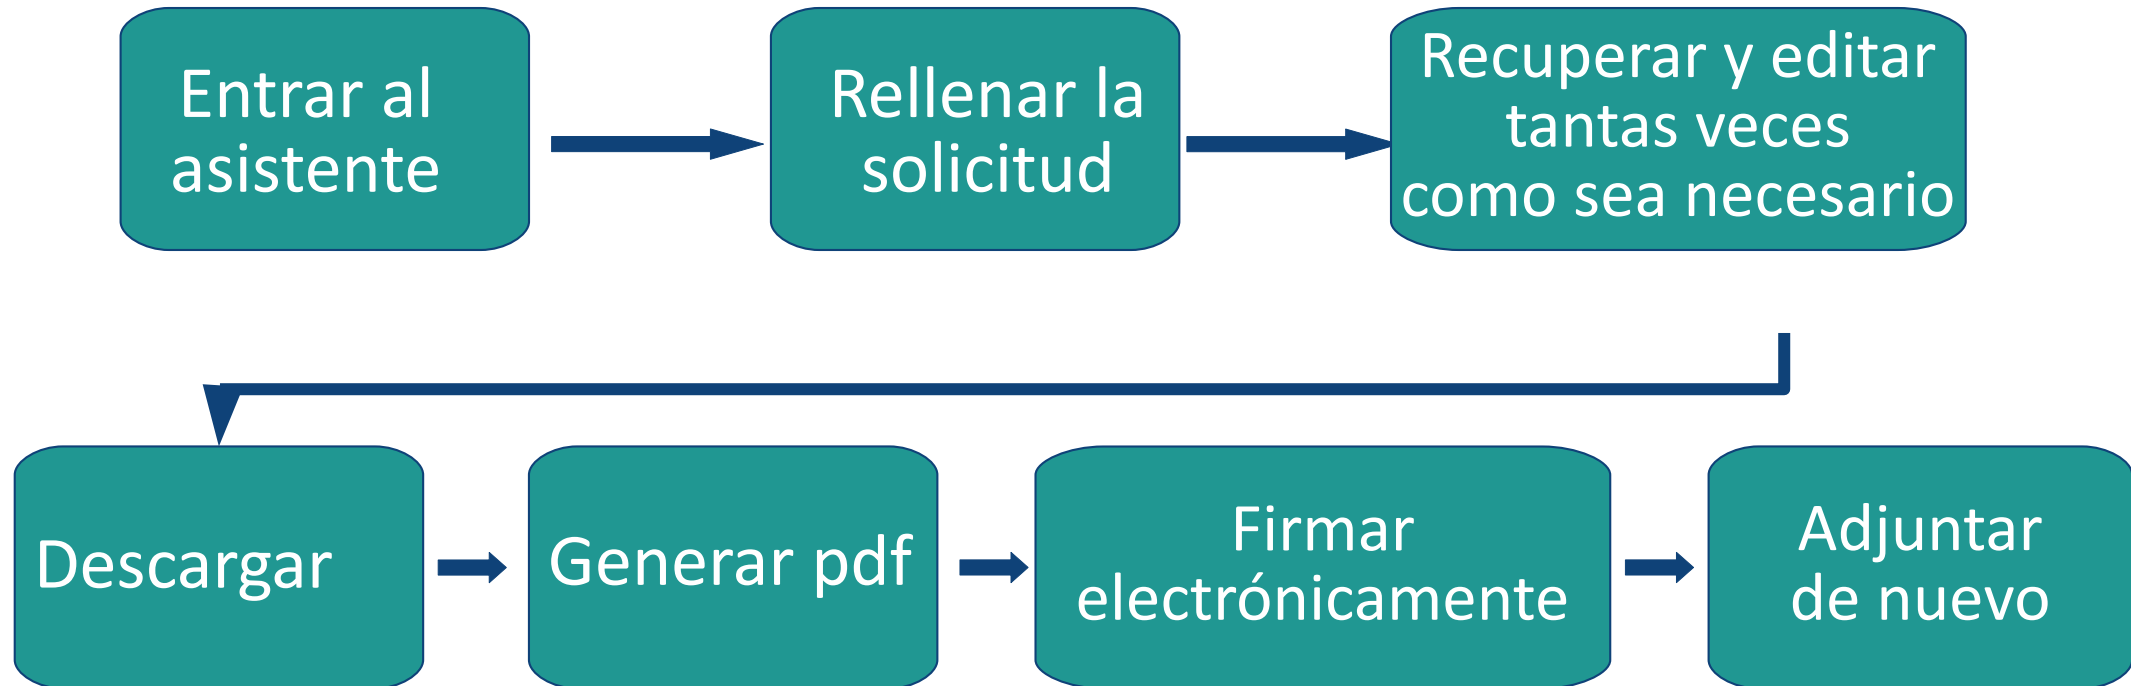 Entrar al
asistente
Rellenar la
solicitud
Recuperar y editar
tantas veces
como sea necesario
Descargar
Generar pdf
Firmar
electrónicamente
Adjuntar
de nuevo